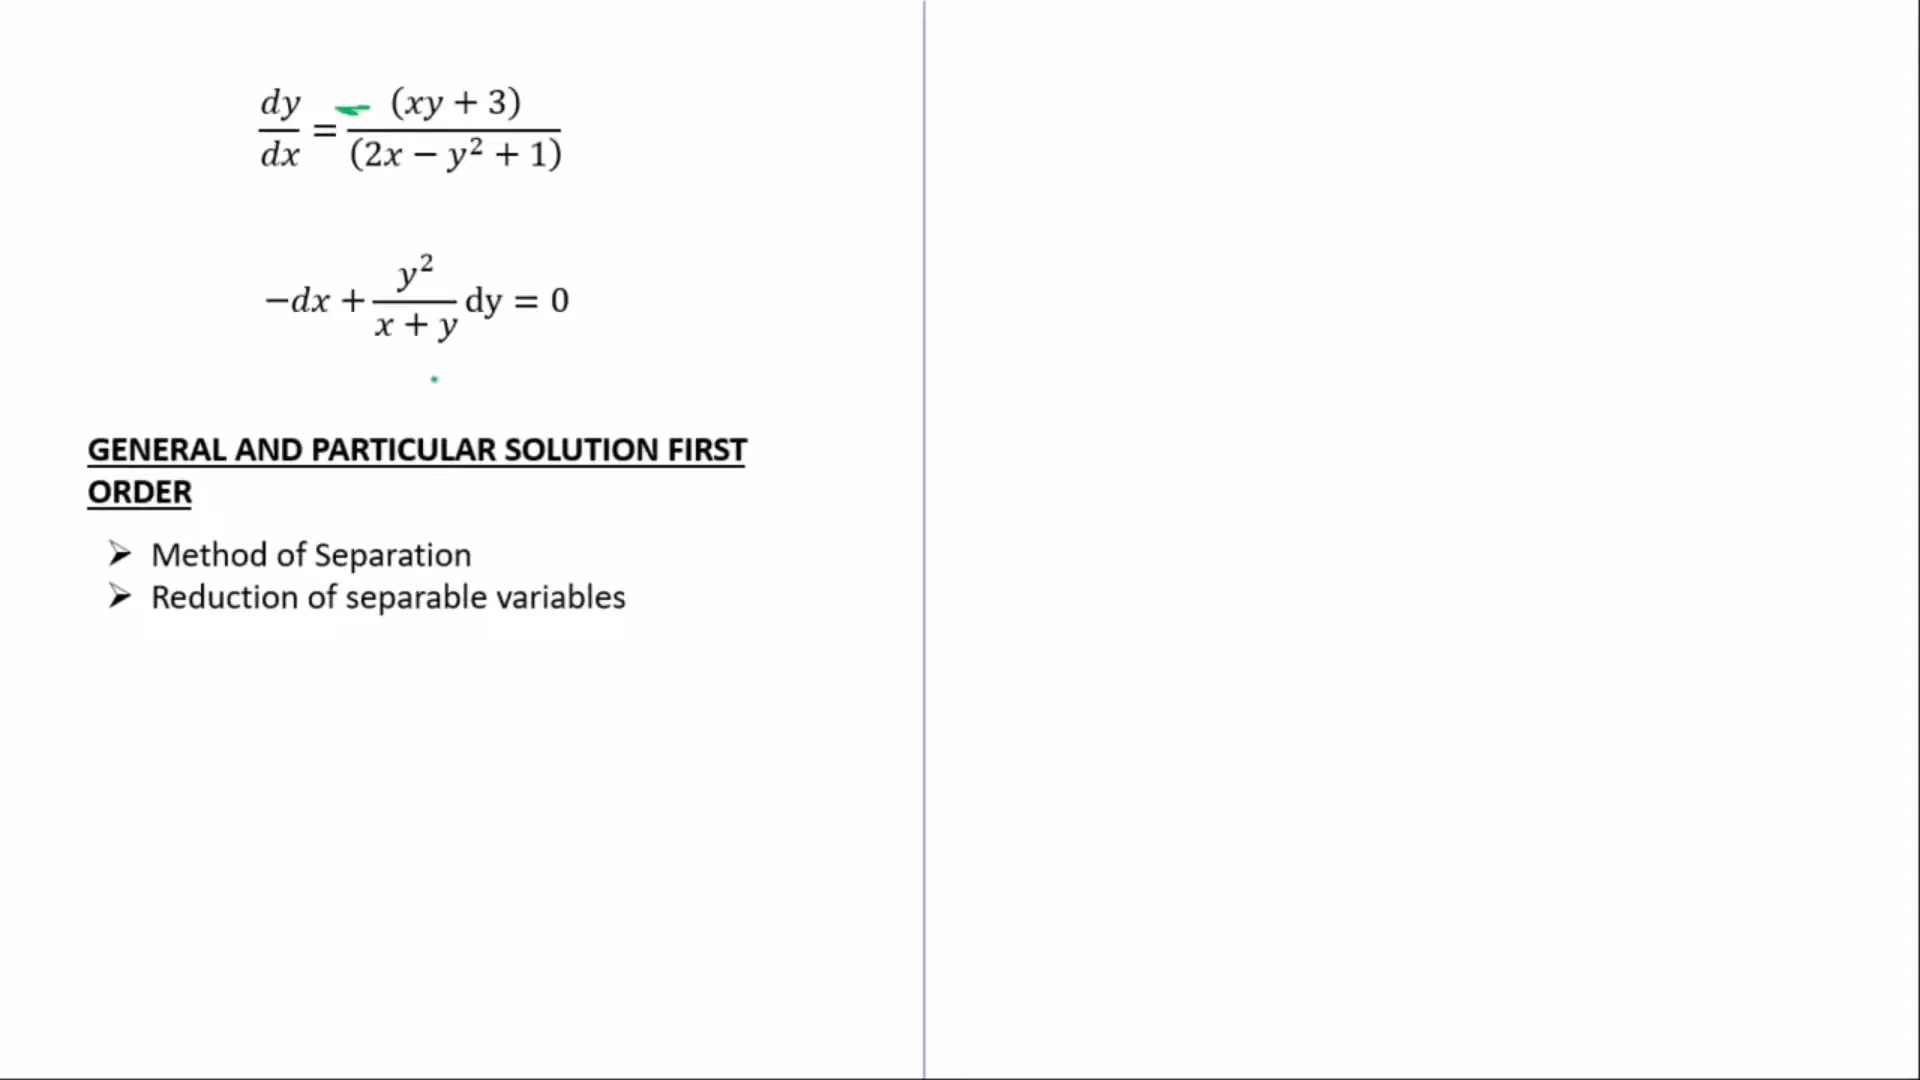 dy/dx = − (xy + 3)/(2x − y² + 1)
−dx + y²/(x + y) dy = 0
GENERAL AND PARTICULAR SOLUTION FIRST
ORDER
➢ Method of Separation
➢ Reduction of separable variables